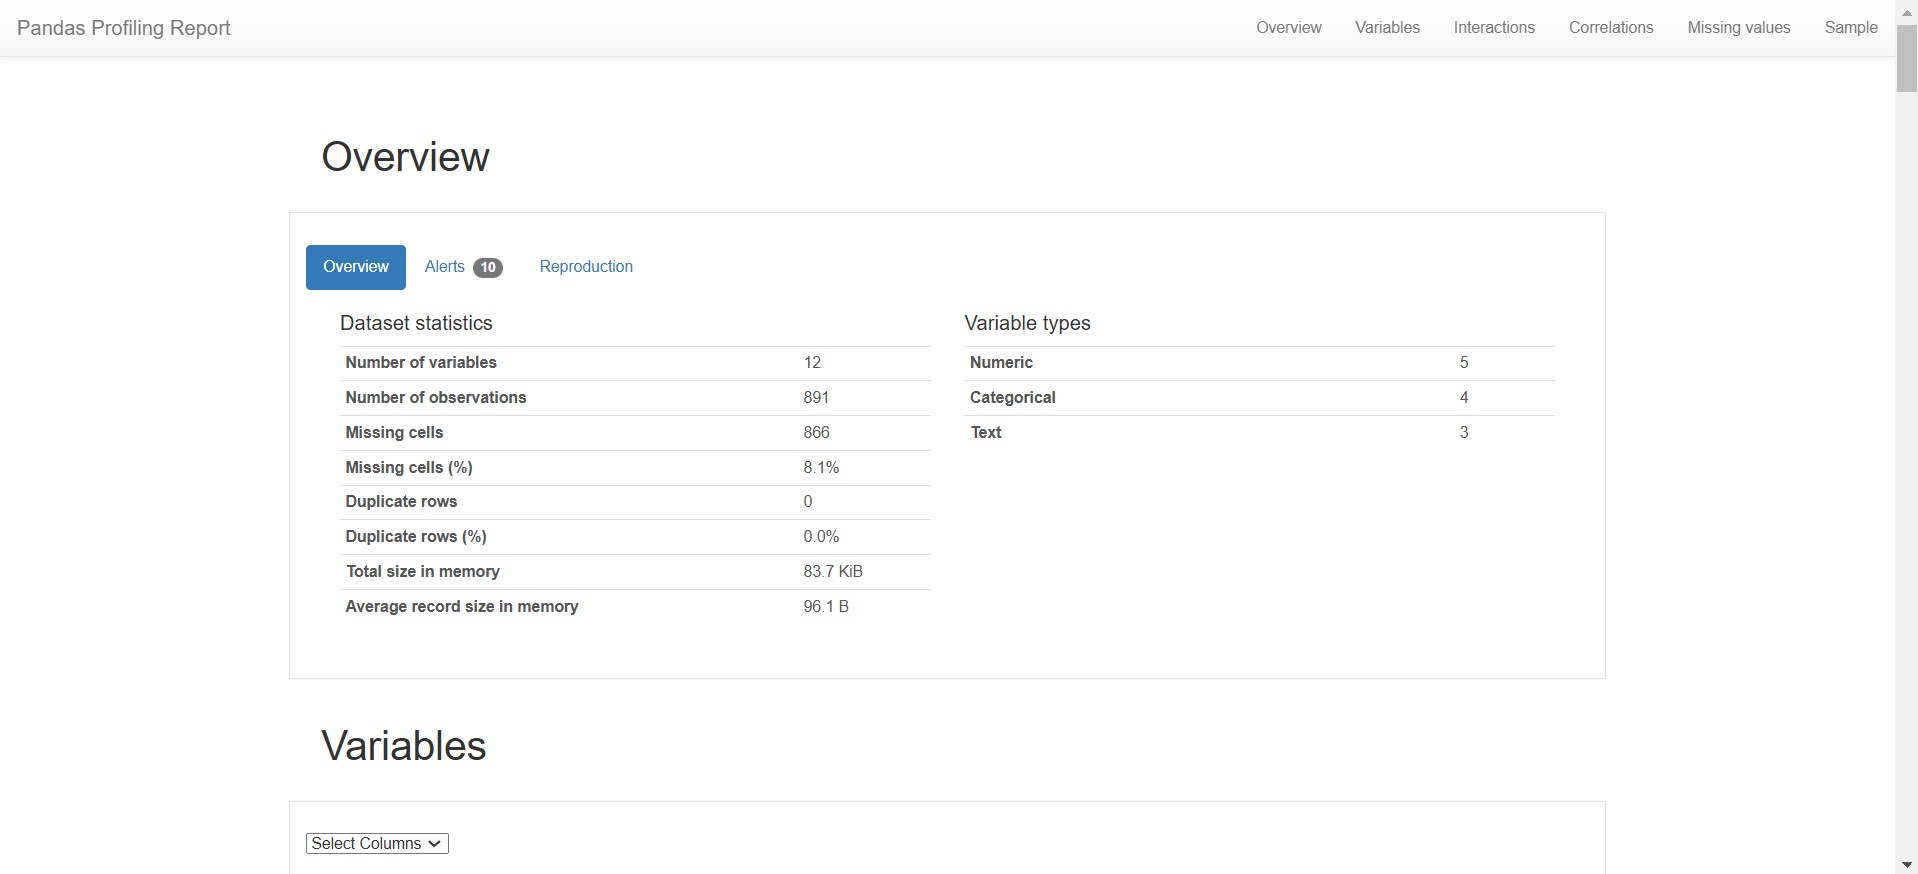 Pandas Profiling Report Overview Variables Interactions Correlations Missing values Sample
Overview
Overview Alerts 10 Reproduction
Dataset statistics
Number of variables 12
Number of observations 891
Missing cells 866
Missing cells (%) 8.1%
Duplicate rows 0
Duplicate rows (%) 0.0%
Total size in memory 83.7 KiB
Average record size in memory 96.1 B
Variable types
Numeric 5
Categorical 4
Text 3
Variables
Select Columns